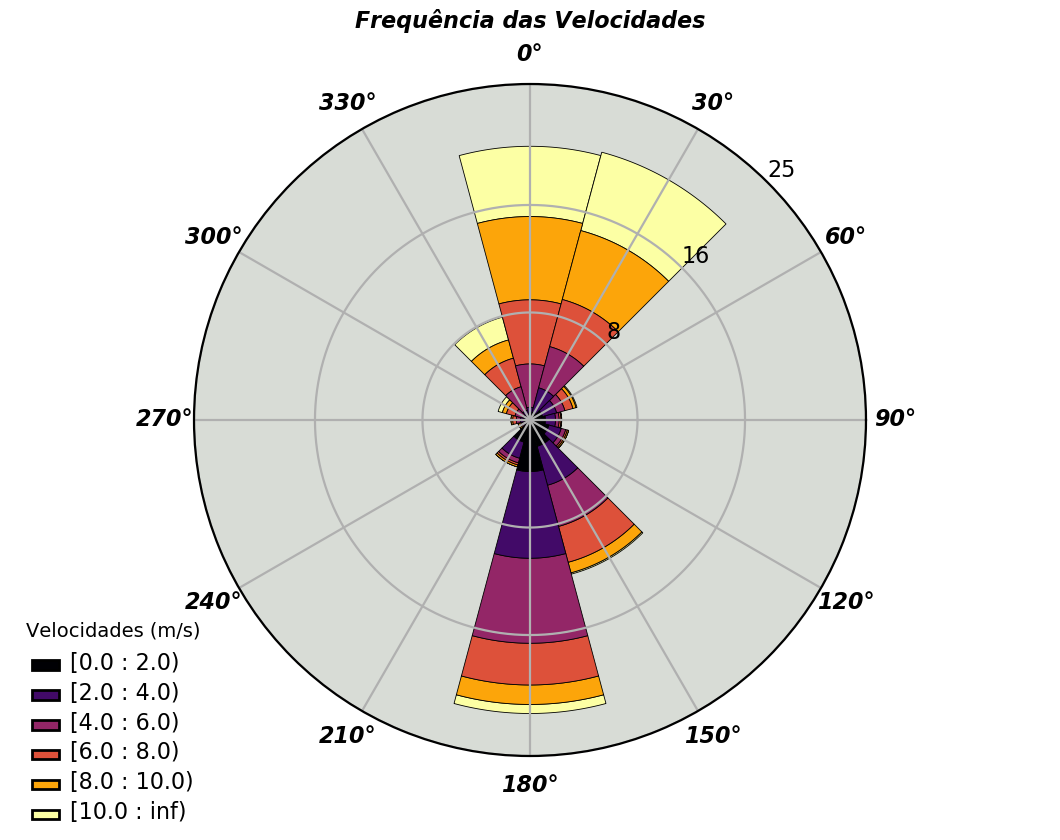 Frequência das Velocidades
0°
330°
30°
25
300°
60°
16
8
270°
90°
240°
120°
210°
150°
180°
Velocidades (m/s)
[0.0 : 2.0)
[2.0 : 4.0)
[4.0 : 6.0)
[6.0 : 8.0)
[8.0 : 10.0)
[10.0 : inf)